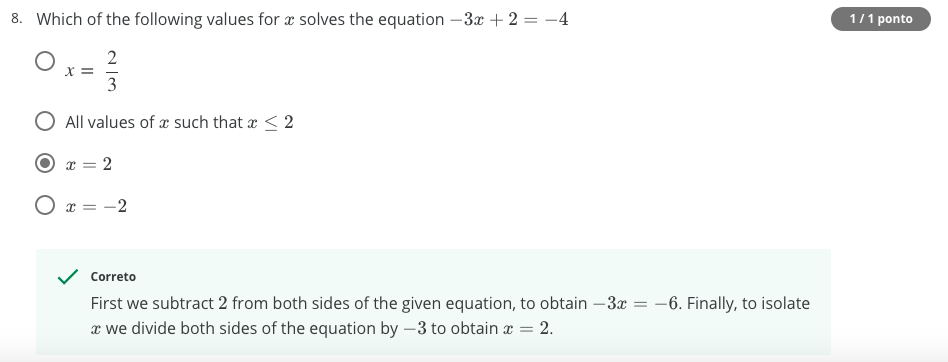 8. Which of the following values for x solves the equation −3x + 2 = −4
1 / 1 ponto
x = 2/3
All values of x such that x ≤ 2
x = 2
x = −2
Correto
First we subtract 2 from both sides of the given equation, to obtain −3x = −6. Finally, to isolate
x we divide both sides of the equation by −3 to obtain x = 2.